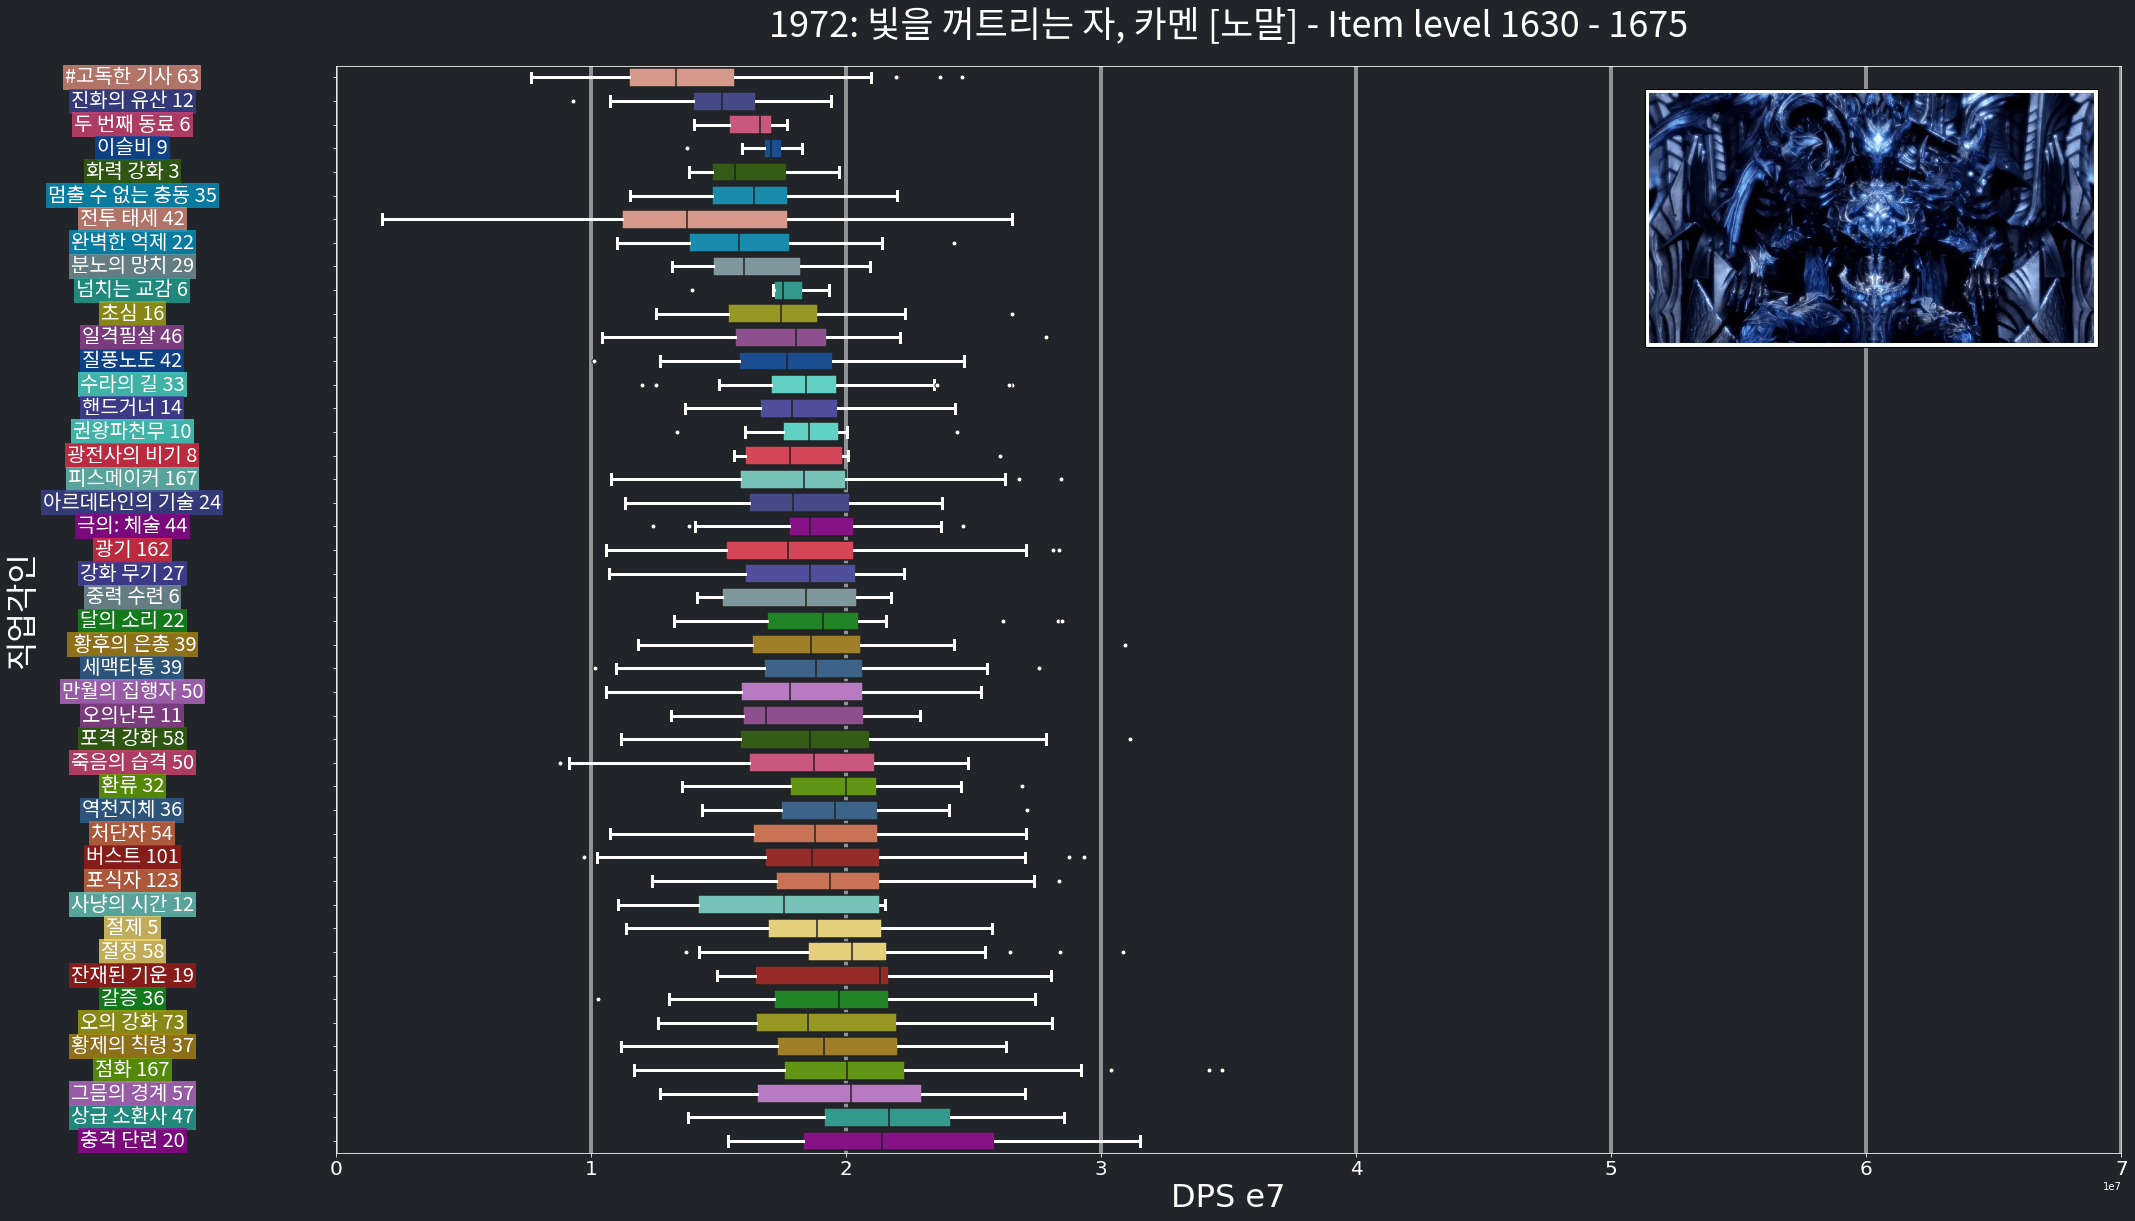 1972: 빛을 꺼트리는 자, 카멘 [노말] - Item level 1630 - 1675
#고독한 기사 63
진화의 유산 12
두 번째 동료 6
이슬비 9
화력 강화 3
멈출 수 없는 충동 35
전투 태세 42
완벽한 억제 22
분노의 망치 29
넘치는 교감 6
초심 16
일격필살 46
질풍노도 42
수라의 길 33
핸드거너 14
권왕파천무 10
광전사의 비기 8
피스메이커 167
아르데타인의 기술 24
극의: 체술 44
광기 162
강화 무기 27
중력 수련 6
달의 소리 22
황후의 은총 39
세맥타통 39
만월의 집행자 50
오의난무 11
포격 강화 58
죽음의 습격 50
환류 32
역천지체 36
처단자 54
버스트 101
포식자 123
사냥의 시간 12
절제 5
절정 58
잔재된 기운 19
갈증 36
오의 강화 73
황제의 칙령 37
점화 167
그믐의 경계 57
상급 소환사 47
충격 단련 20
직업각인
0 1 2 3 4 5 6 7
1e7
DPS e7